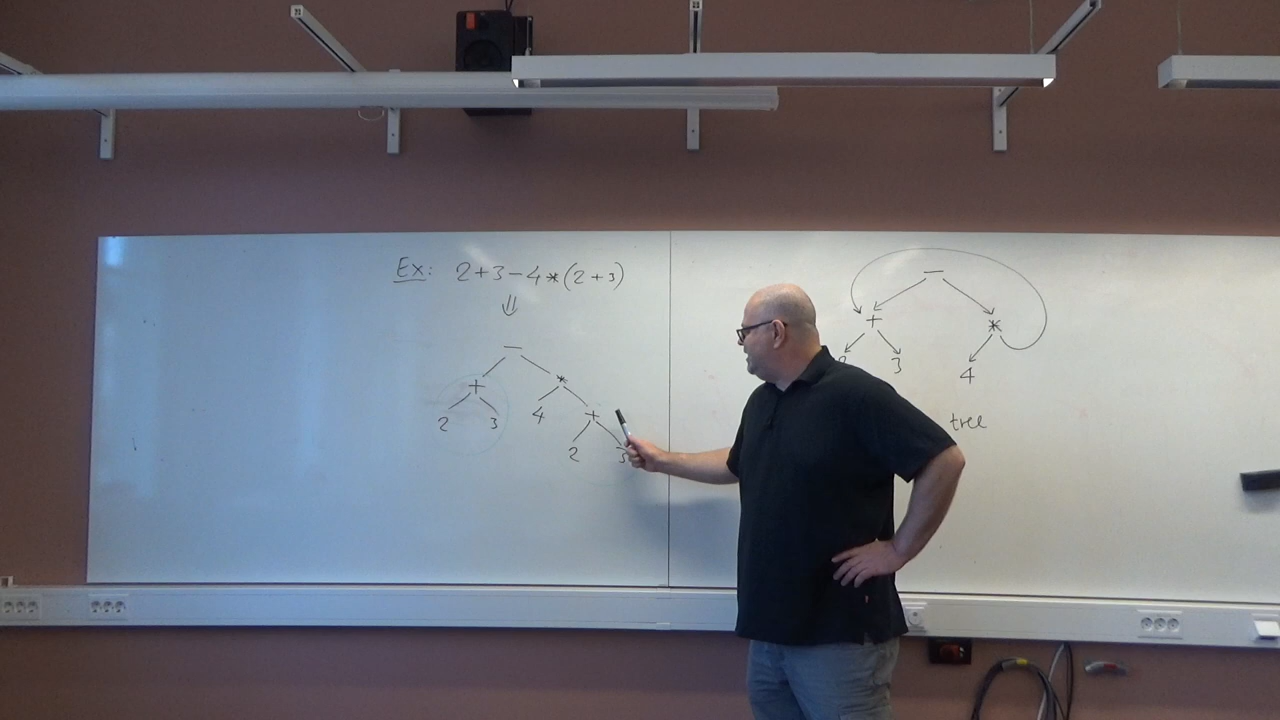 Ex: 2+3-4*(2+3)
⇓
-
+ *
2 3 4 +
2 3
-
+ *
3 4
tree